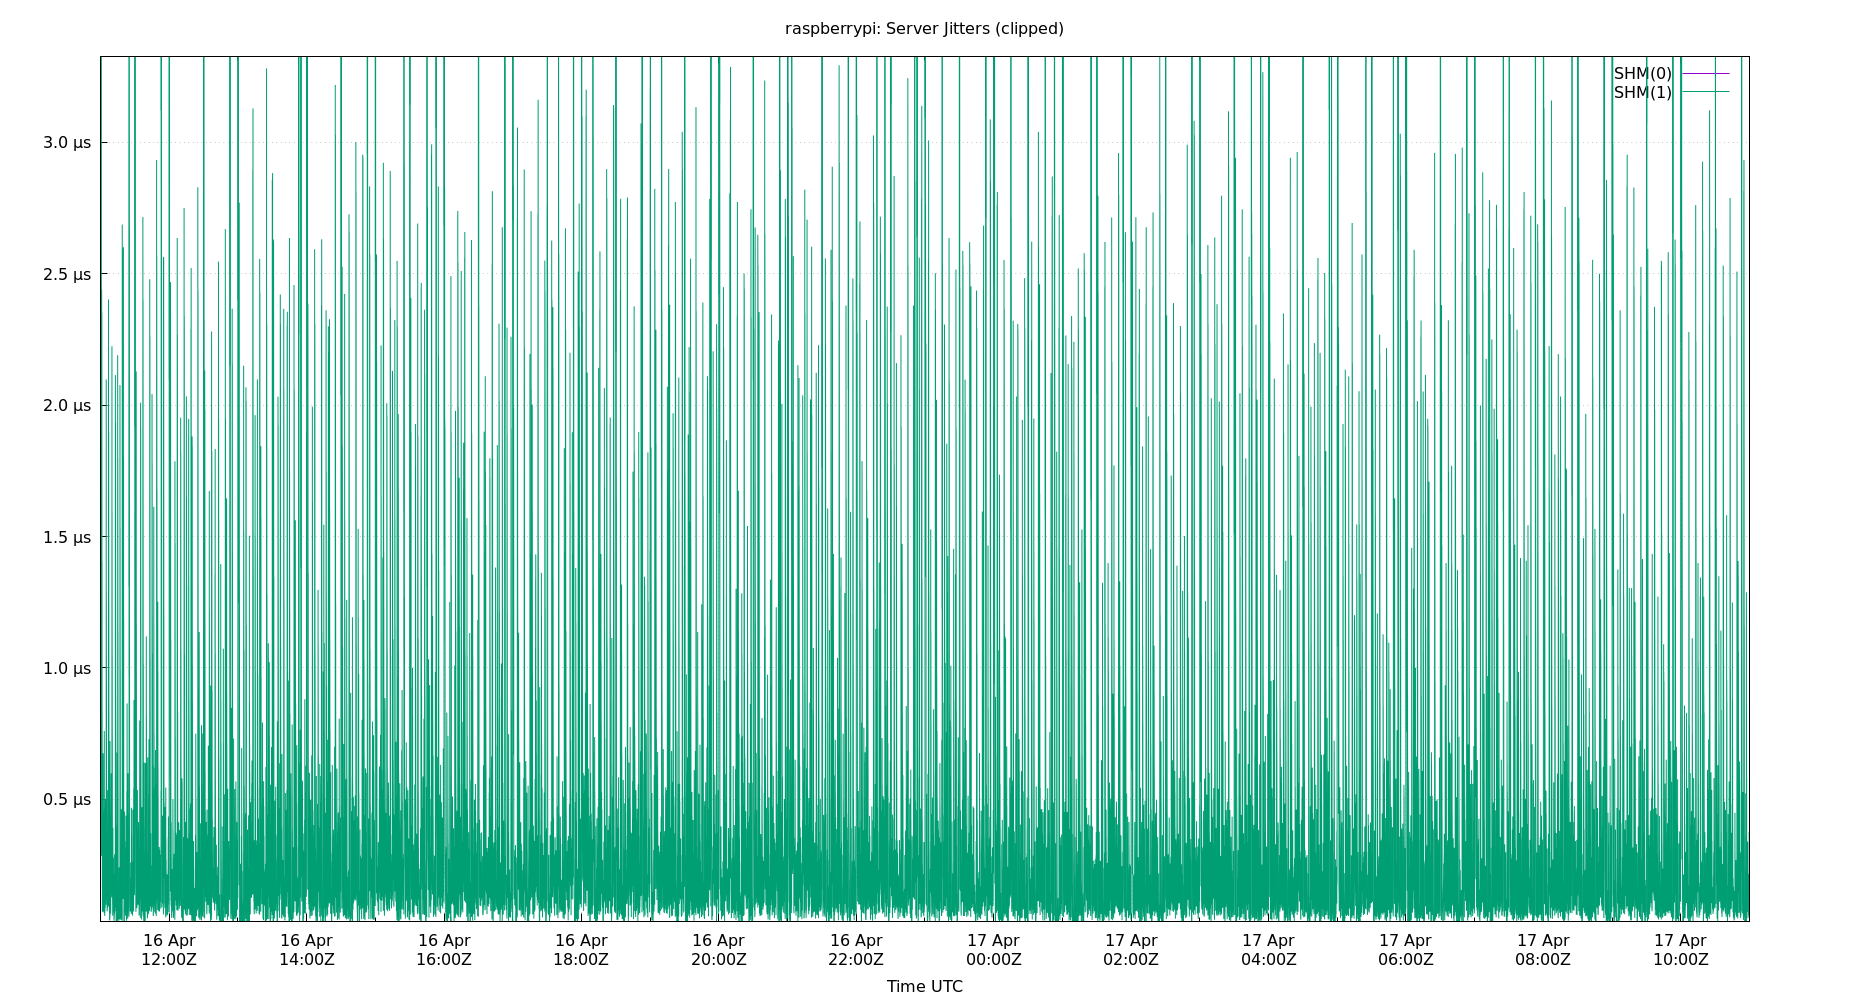 raspberrypi: Server Jitters (clipped)
SHM(0)
SHM(1)
3.0 µs
2.5 µs
2.0 µs
1.5 µs
1.0 µs
0.5 µs
16 Apr 16 Apr 16 Apr 16 Apr 16 Apr 16 Apr 17 Apr 17 Apr 17 Apr 17 Apr 17 Apr 17 Apr
12:00Z 14:00Z 16:00Z 18:00Z 20:00Z 22:00Z 00:00Z 02:00Z 04:00Z 06:00Z 08:00Z 10:00Z
Time UTC